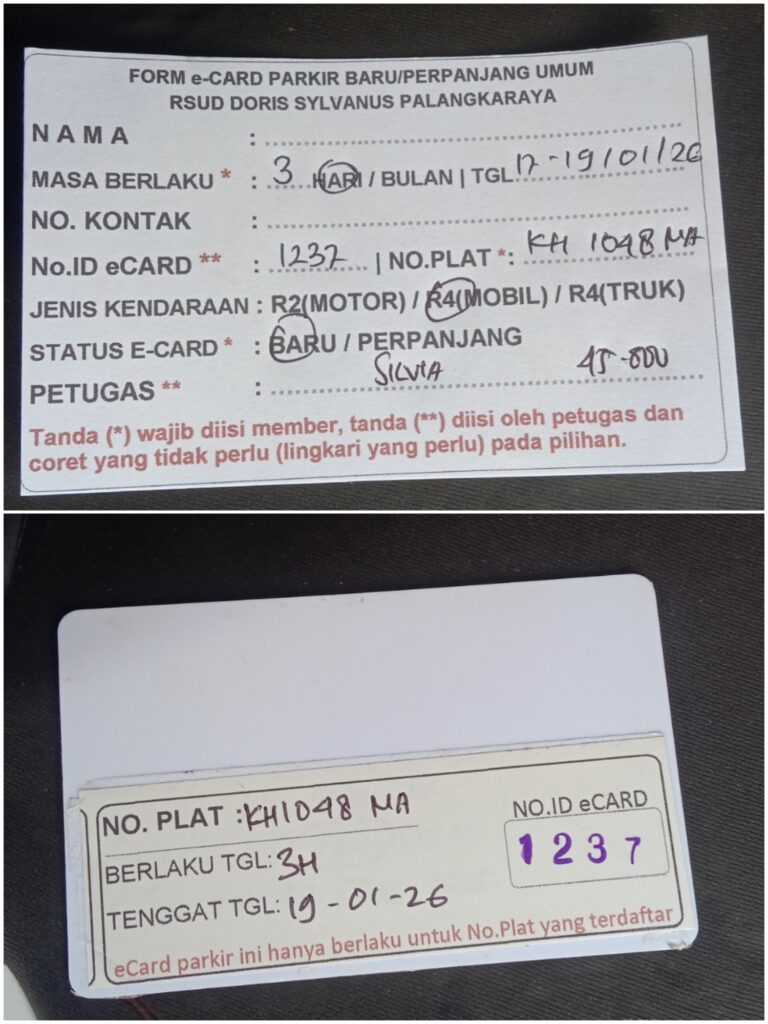 FORM e-CARD PARKIR BARU/PERPANJANG UMUM
RSUD DORIS SYLVANUS PALANGKARAYA
NAMA :
MASA BERLAKU * : 3 HARI / BULAN | TGL 17-19/01/26
NO. KONTAK :
No.ID eCARD ** : 1237 | NO.PLAT *: KH 1048 MA
JENIS KENDARAAN : R2(MOTOR) / R4(MOBIL) / R4(TRUK)
STATUS E-CARD * : BARU / PERPANJANG
PETUGAS ** : SILVIA 45-000
Tanda (*) wajib diisi member, tanda (**) diisi oleh petugas dan
coret yang tidak perlu (lingkari yang perlu) pada pilihan.
NO. PLAT :KH1048 MA
NO.ID eCARD
1237
BERLAKU TGL: 3H
TENGGAT TGL: 19-01-26
eCard parkir ini hanya berlaku untuk No.Plat yang terdaftar